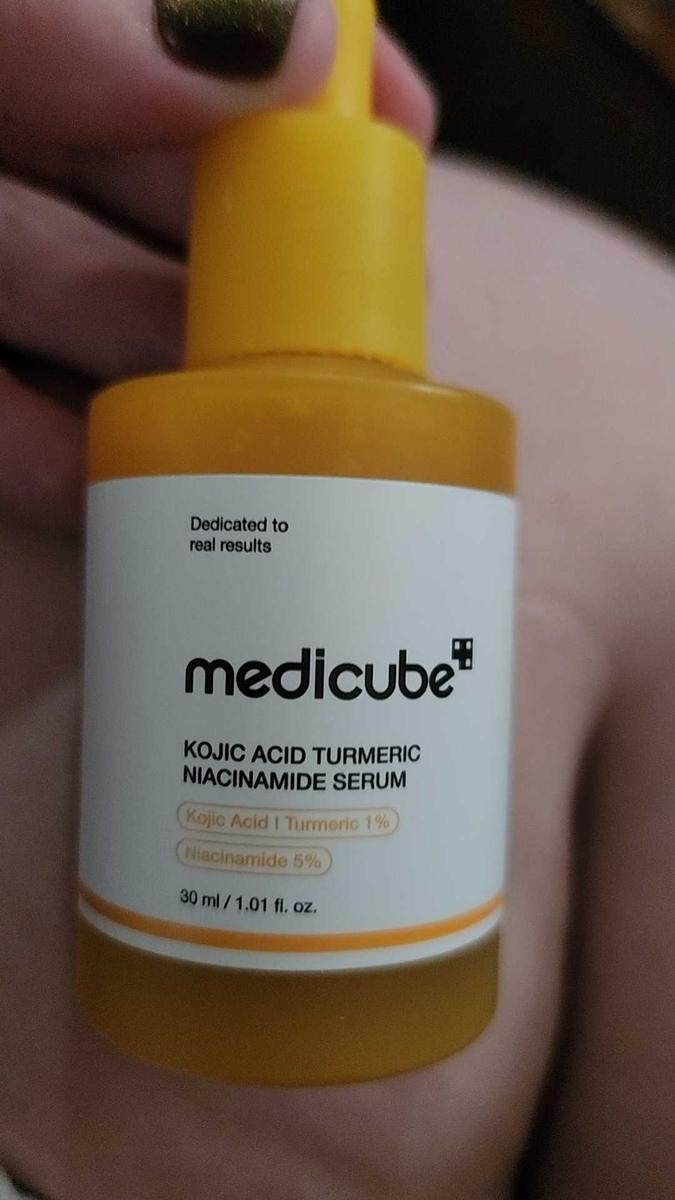 Dedicated to
real results
medicube
KOJIC ACID TURMERIC
NIACINAMIDE SERUM
Kojic Acid | Turmeric 1%
Niacinamide 5%
30 ml / 1.01 fl. oz.